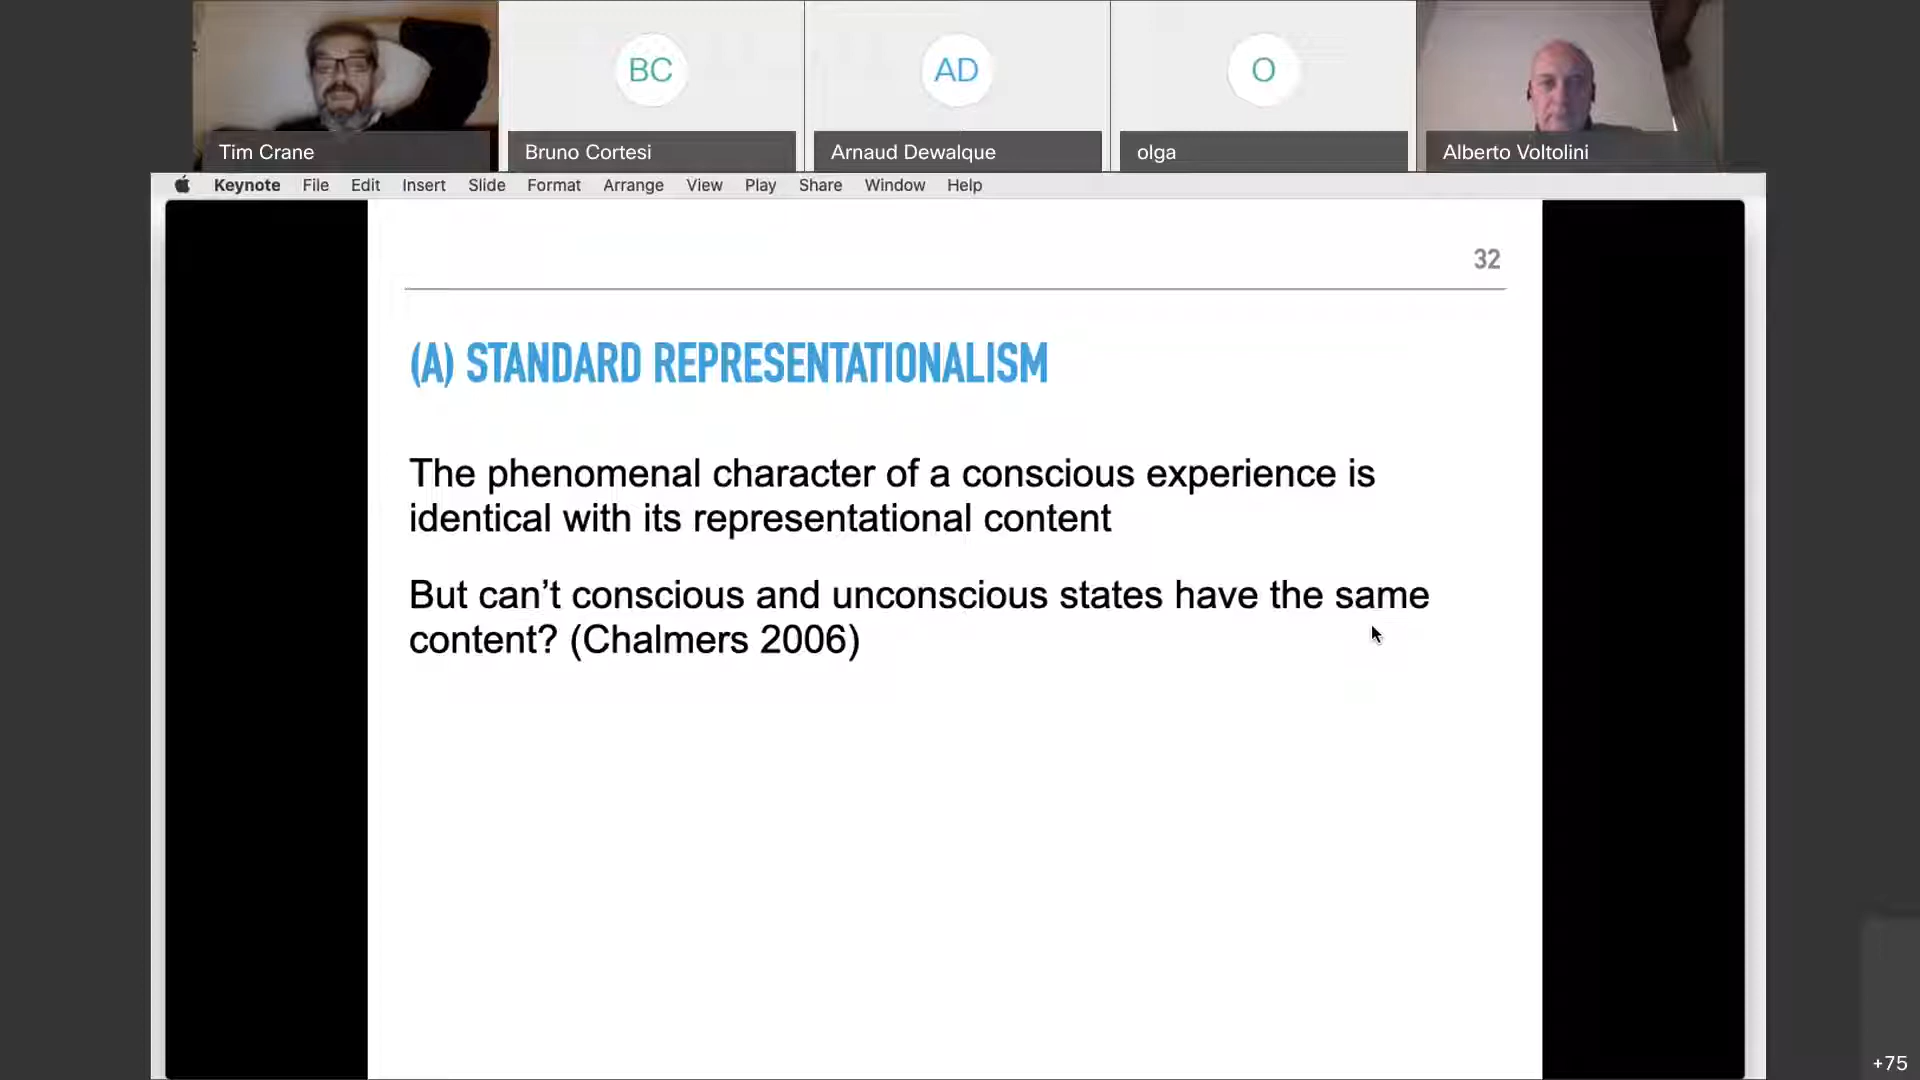 BC
AD
O
Tim Crane
Bruno Cortesi
Arnaud Dewalque
olga
Alberto Voltolini
Keynote File Edit Insert Slide Format Arrange View Play Share Window Help
32
(A) STANDARD REPRESENTATIONALISM
The phenomenal character of a conscious experience is
identical with its representational content
But can’t conscious and unconscious states have the same
content? (Chalmers 2006)
+75